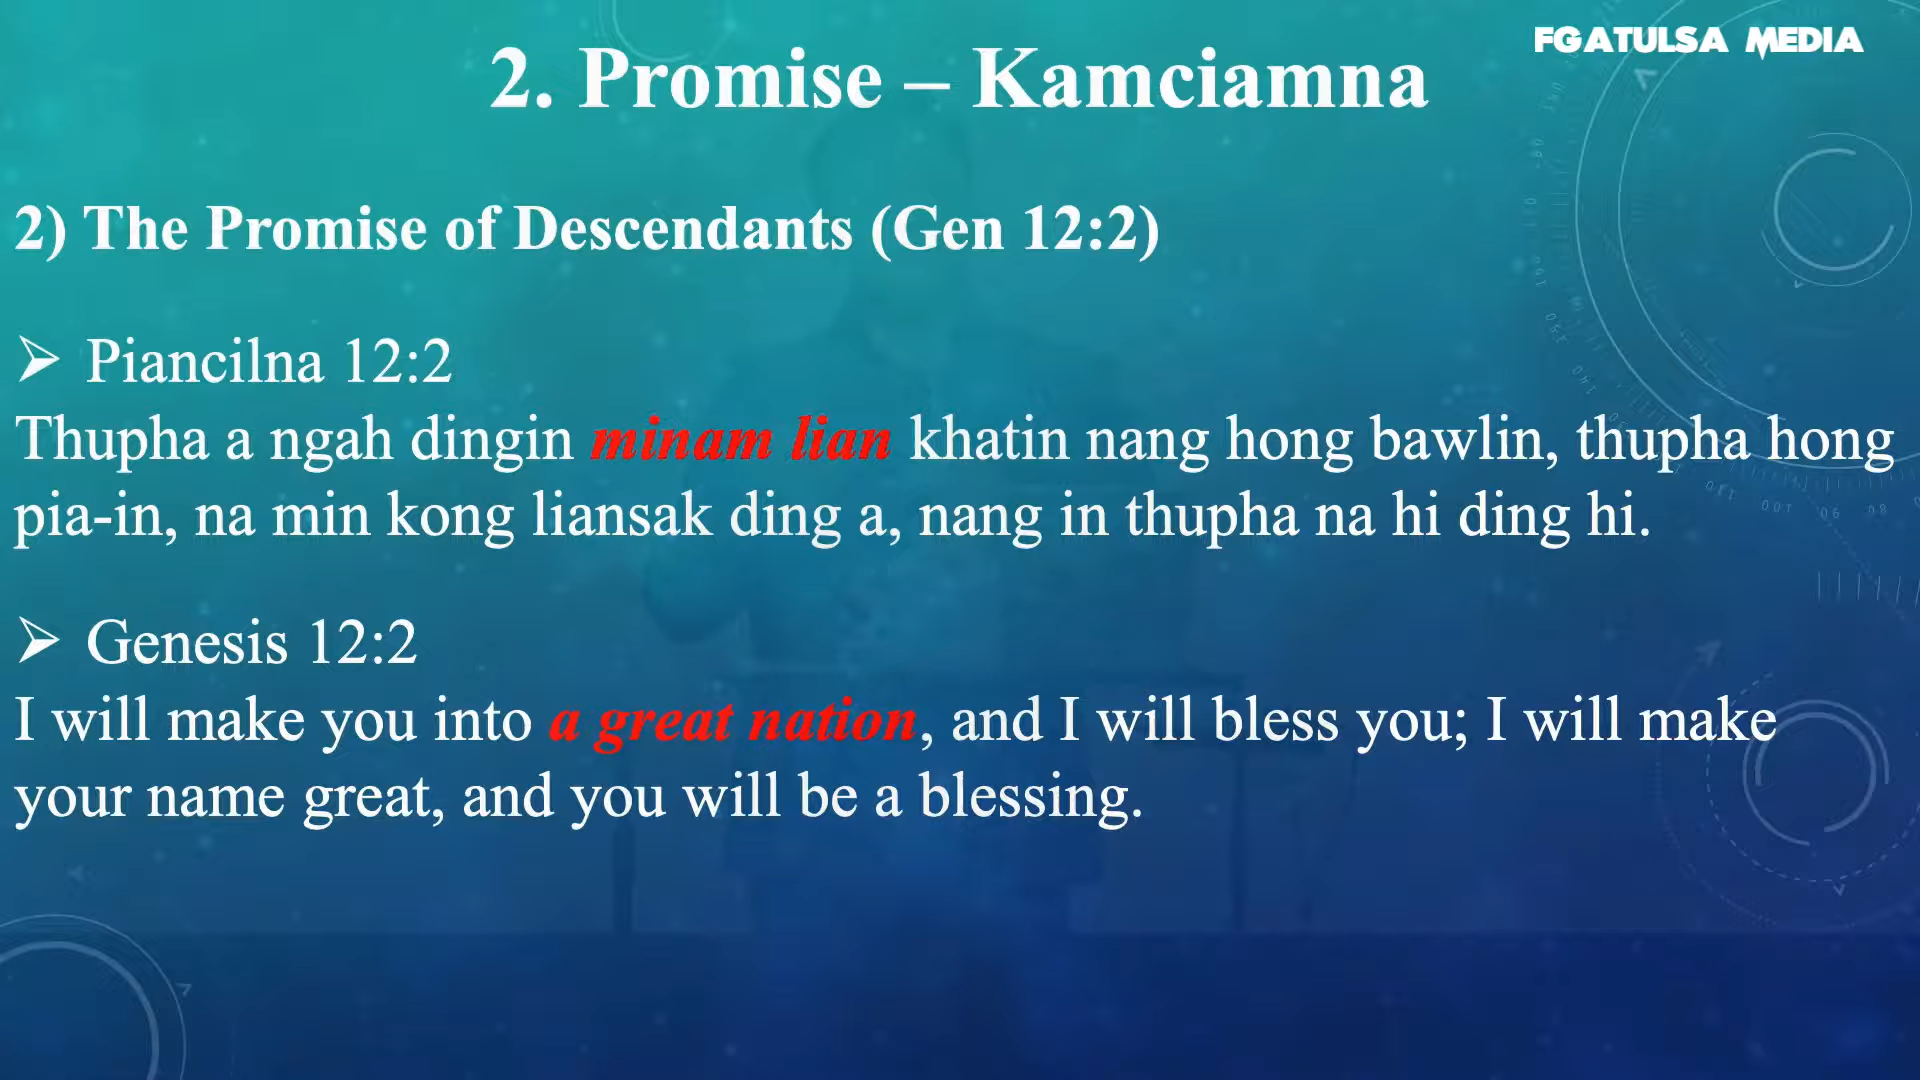 FGATULSA MEDIA
2. Promise – Kamciamna
2) The Promise of Descendants (Gen 12:2)
➢ Piancilna 12:2
Thupha a ngah dingin minam lian khatin nang hong bawlin, thupha hong
pia-in, na min kong liansak ding a, nang in thupha na hi ding hi.
➢ Genesis 12:2
I will make you into a great nation, and I will bless you; I will make
your name great, and you will be a blessing.